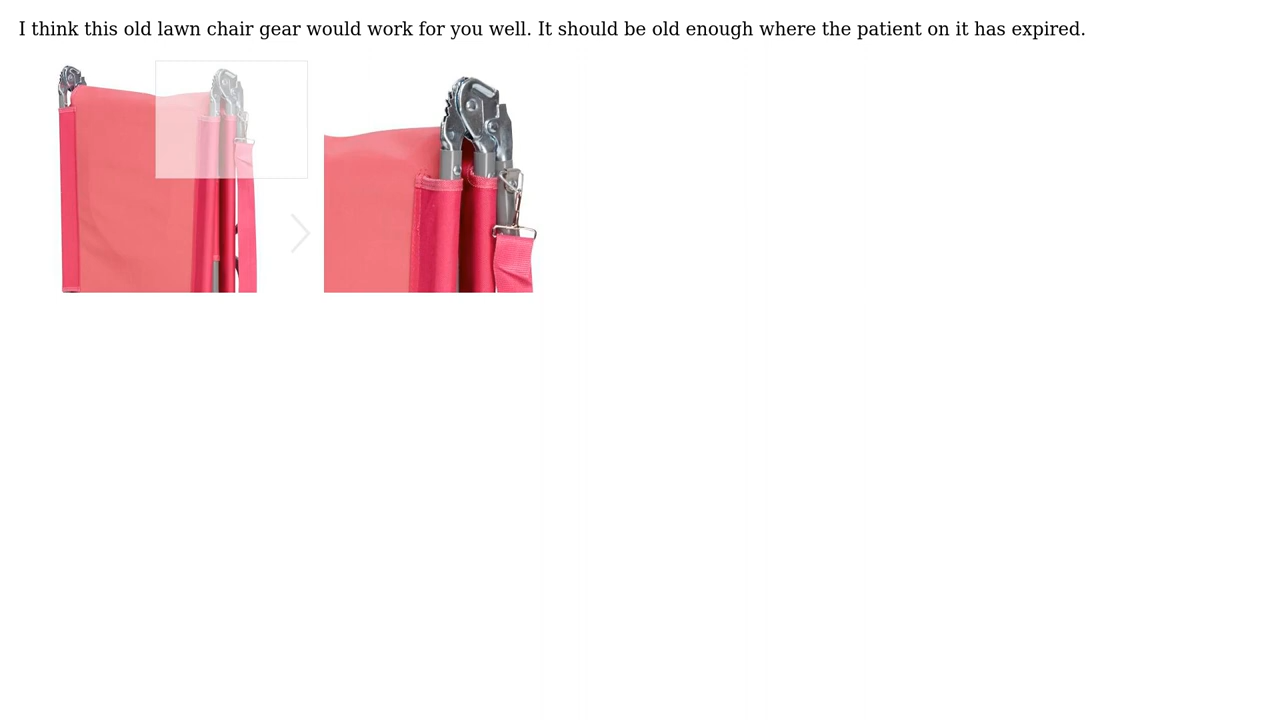 I think this old lawn chair gear would work for you well. It should be old enough where the patient on it has expired.